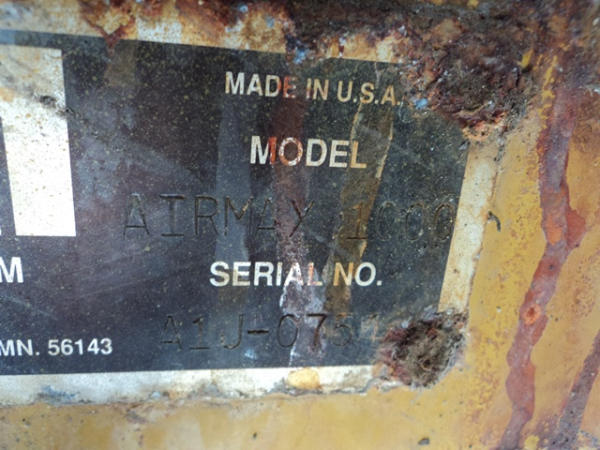 MADE IN U.S.A.
MODEL
AIRMAX 1000
M SERIAL NO.
MN. 56143